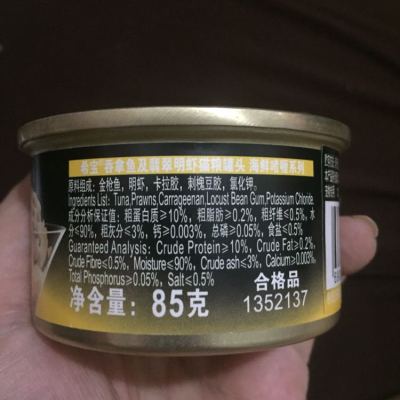 希宝®吞拿鱼及翡翠明虾猫粮罐头 海鲜啫喱系列
原料组成：金枪鱼，明虾，卡拉胶，刺槐豆胶，氯化钾。
Ingredients List: Tuna,Prawns,Carrageenan,Locust Bean Gum,Potassium Chloride.
成分分析保证值：粗蛋白质≥10%，粗脂肪≥0.2%，粗纤维≤0.5%，水
分≤90%，粗灰分≤3%，钙≥0.003%，总磷≥0.05%，食盐≤0.5%
Guaranteed Analysis: Crude Protein≥10%, Crude Fat≥0.2%,
Crude Fibre≤0.5%, Moisture≤90%, Crude ash≤3%, Calcium≥0.003%,
Total Phosphorus≥0.05%, Salt≤0.5%
净含量：85克
合格品
1352137